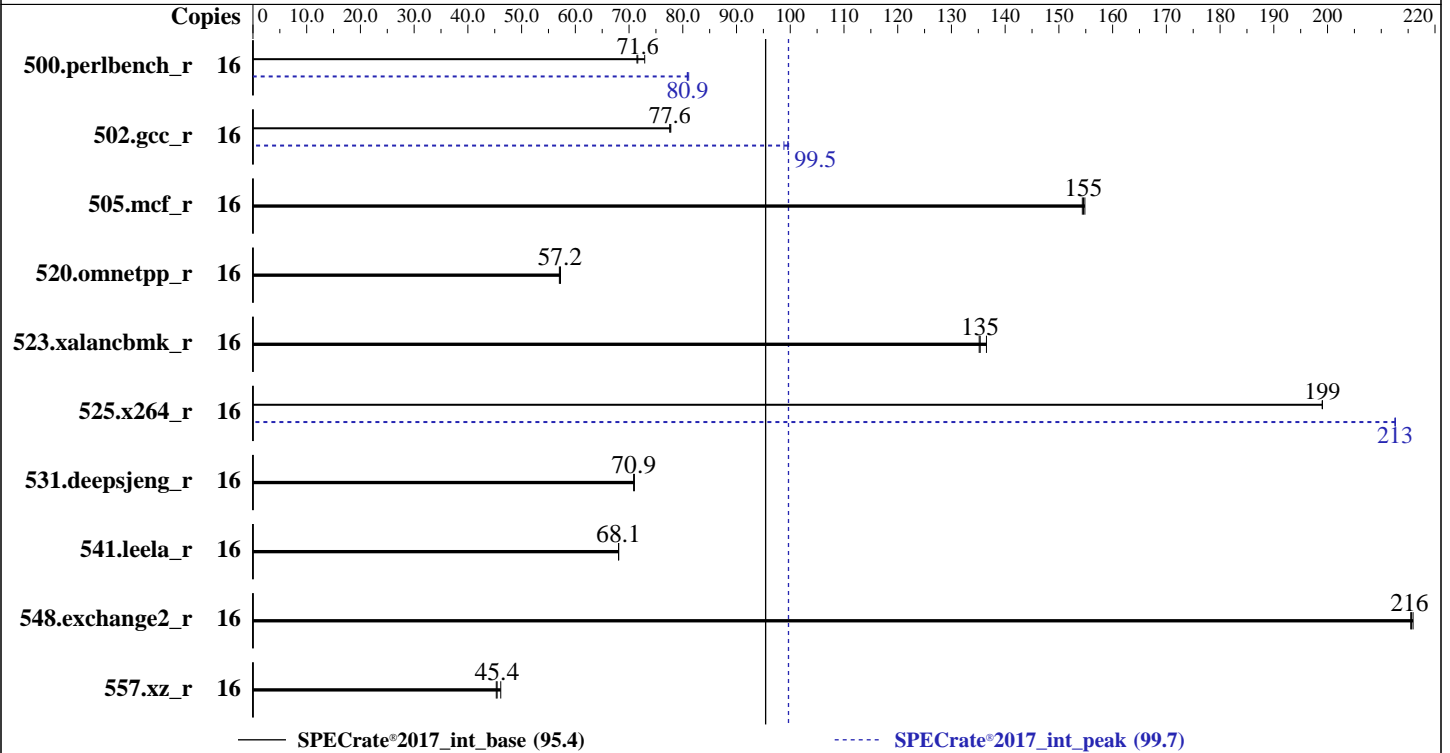 Copies 0 10.0 20.0 30.0 40.0 50.0 60.0 70.0 80.0 90.0 100 110 120 130 140 150 160 170 180 190 200 220
71.6
500.perlbench_r 16
80.9
77.6
502.gcc_r 16
99.5
155
505.mcf_r 16
57.2
520.omnetpp_r 16
135
523.xalancbmk_r 16
199
525.x264_r 16
213
70.9
531.deepsjeng_r 16
68.1
541.leela_r 16
216
548.exchange2_r 16
45.4
557.xz_r 16
SPECrate®2017_int_base (95.4) SPECrate®2017_int_peak (99.7)